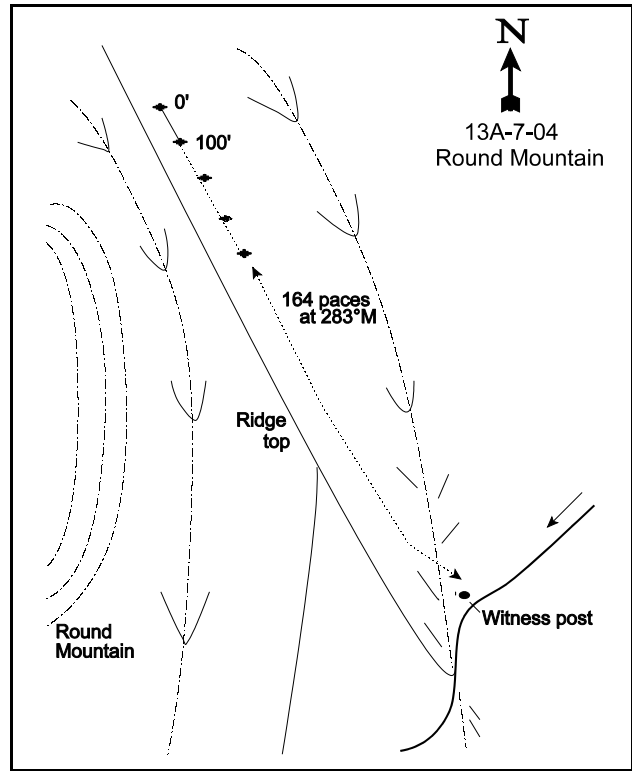 N
13A-7-04
Round Mountain
0'
100'
164 paces
at 283°M
Ridge
top
Witness post
Round
Mountain